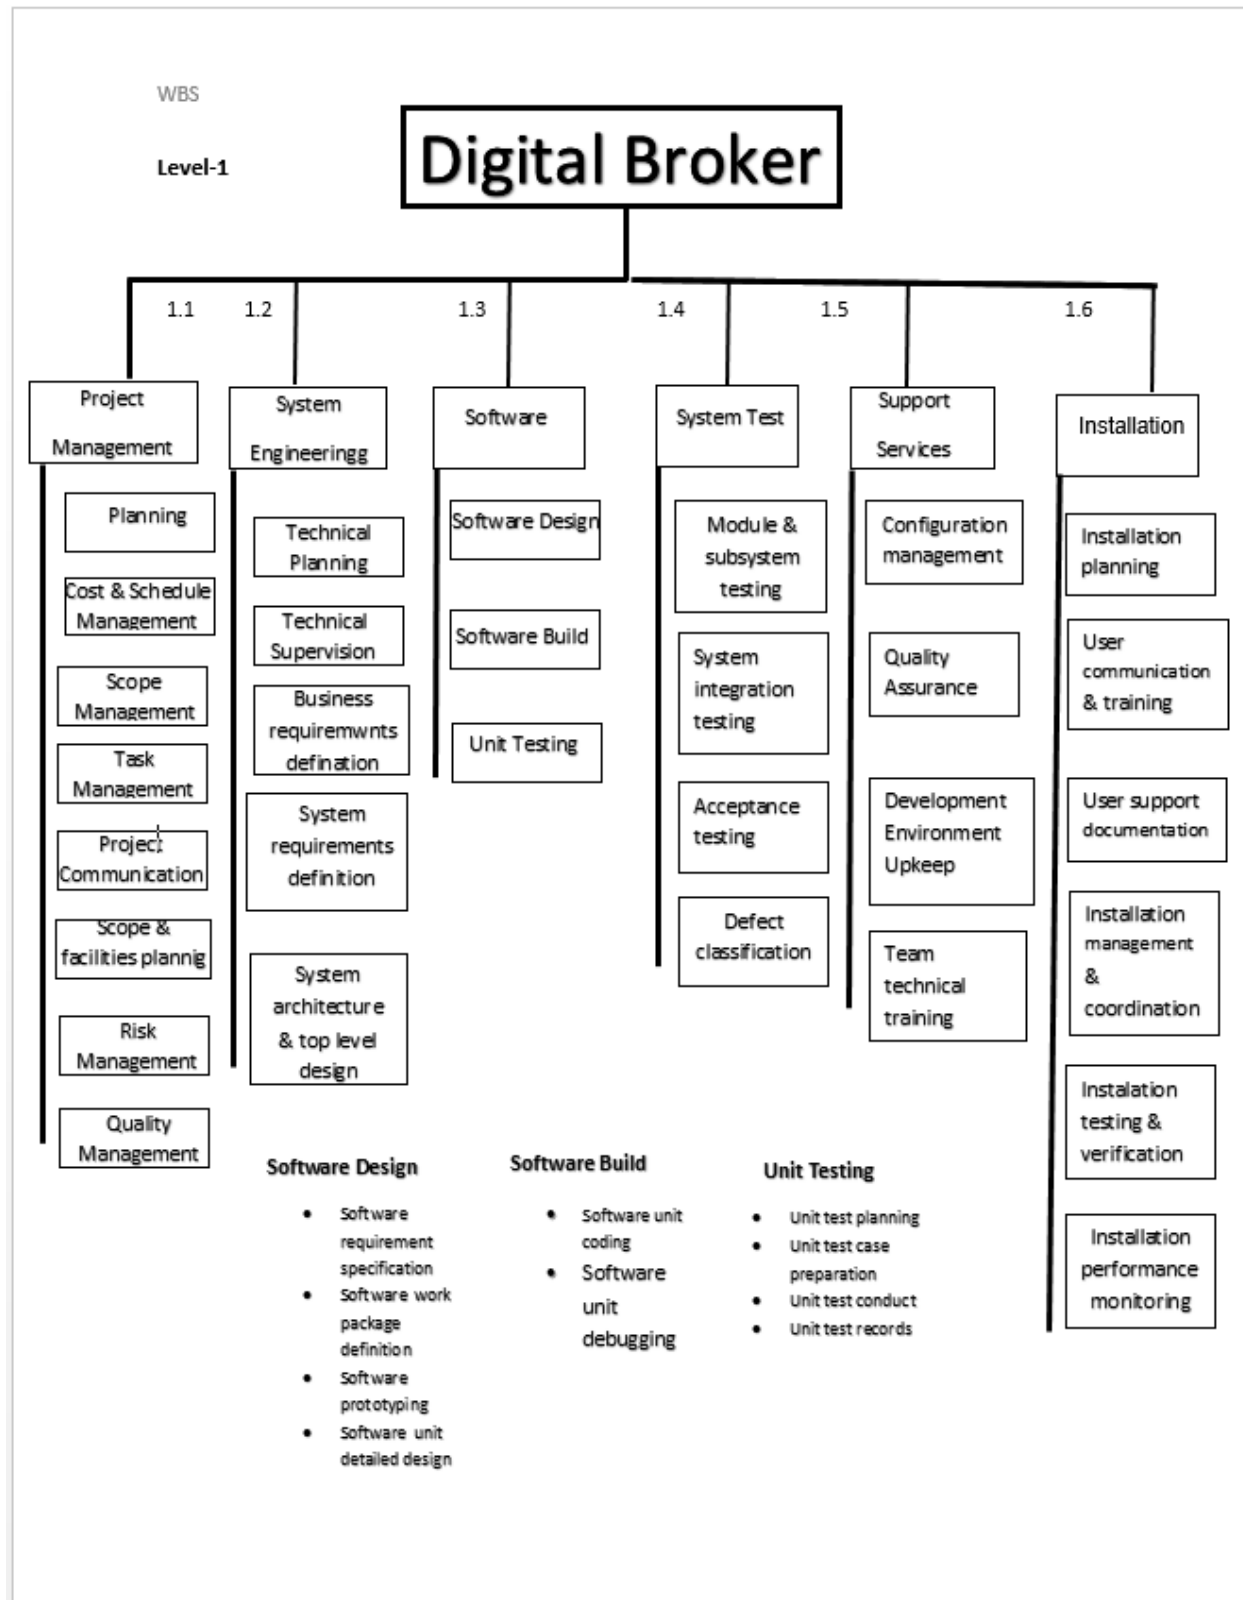 WBS
Level-1
Digital Broker
1.1
1.2
1.3
1.4
1.5
1.6
Project
Management
Planning
Cost & Schedule
Management
Scope
Management
Task
Management
Project
Communication
Scope &
facilities plannig
Risk
Management
Quality
Management
System
Engineeringg
Technical
Planning
Technical
Supervision
Business
requiremwnts
defination
System
requirements
definition
System
architecture
& top level
design
Software
Software Design
Software Build
Unit Testing
System Test
Module &
subsystem
testing
System
integration
testing
Acceptance
testing
Defect
classification
Support
Services
Configuration
management
Quality
Assurance
Development
Environment
Upkeep
Team
technical
training
Installation
Installation
planning
User
communication
& training
User support
documentation
Installation
management
&
coordination
Instalation
testing &
verification
Installation
performance
monitoring
Software Design
• Software
requirement
specification
• Software work
package
definition
• Software
prototyping
• Software unit
detailed design
Software Build
• Software unit
coding
• Software
unit
debugging
Unit Testing
• Unit test planning
• Unit test case
preparation
• Unit test conduct
• Unit test records